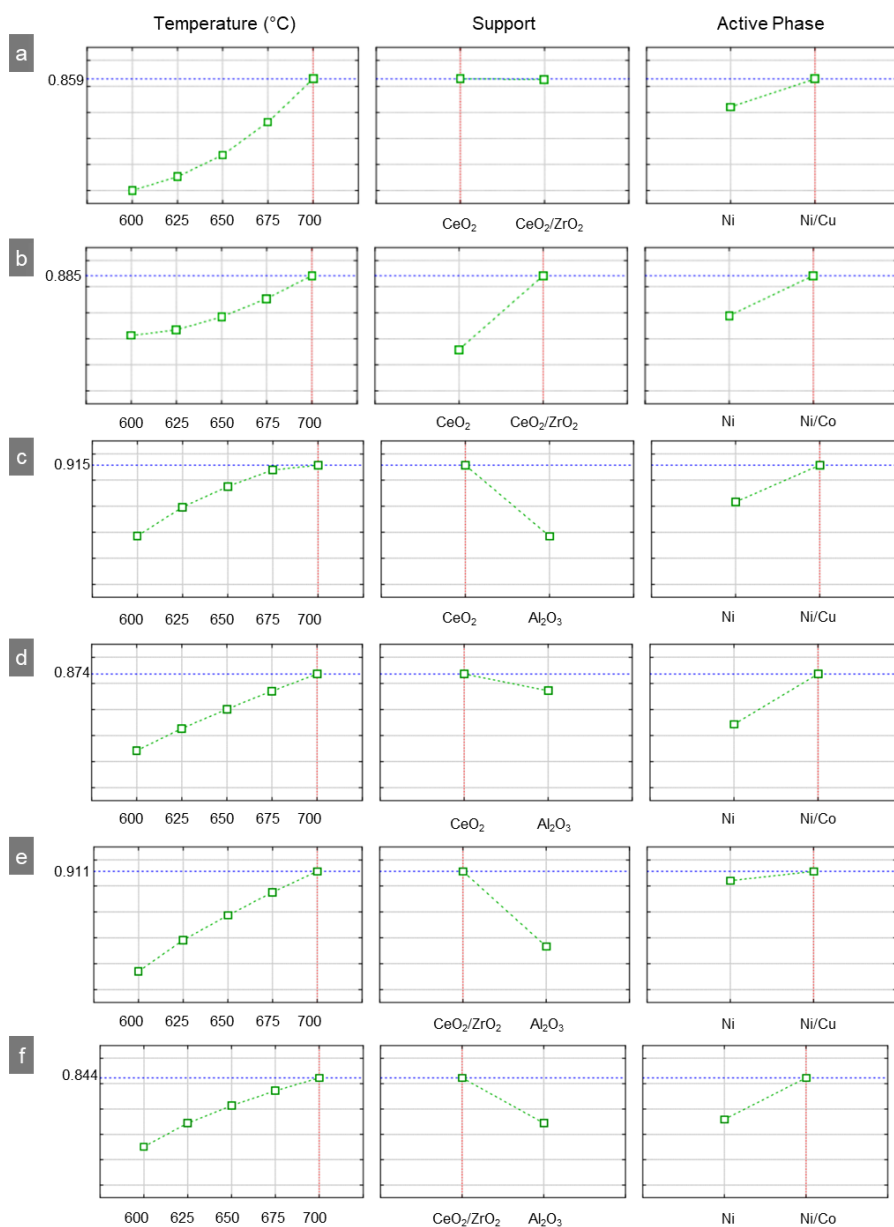 Temperature (°C) Support Active Phase
a
0.859
600 625 650 675 700 CeO₂ CeO₂/ZrO₂ Ni Ni/Cu
b
0.885
600 625 650 675 700 CeO₂ CeO₂/ZrO₂ Ni Ni/Co
c
0.915
600 625 650 675 700 CeO₂ Al₂O₃ Ni Ni/Cu
d
0.874
600 625 650 675 700 CeO₂ Al₂O₃ Ni Ni/Co
e
0.911
600 625 650 675 700 CeO₂/ZrO₂ Al₂O₃ Ni Ni/Cu
f
0.844
600 625 650 675 700 CeO₂/ZrO₂ Al₂O₃ Ni Ni/Co